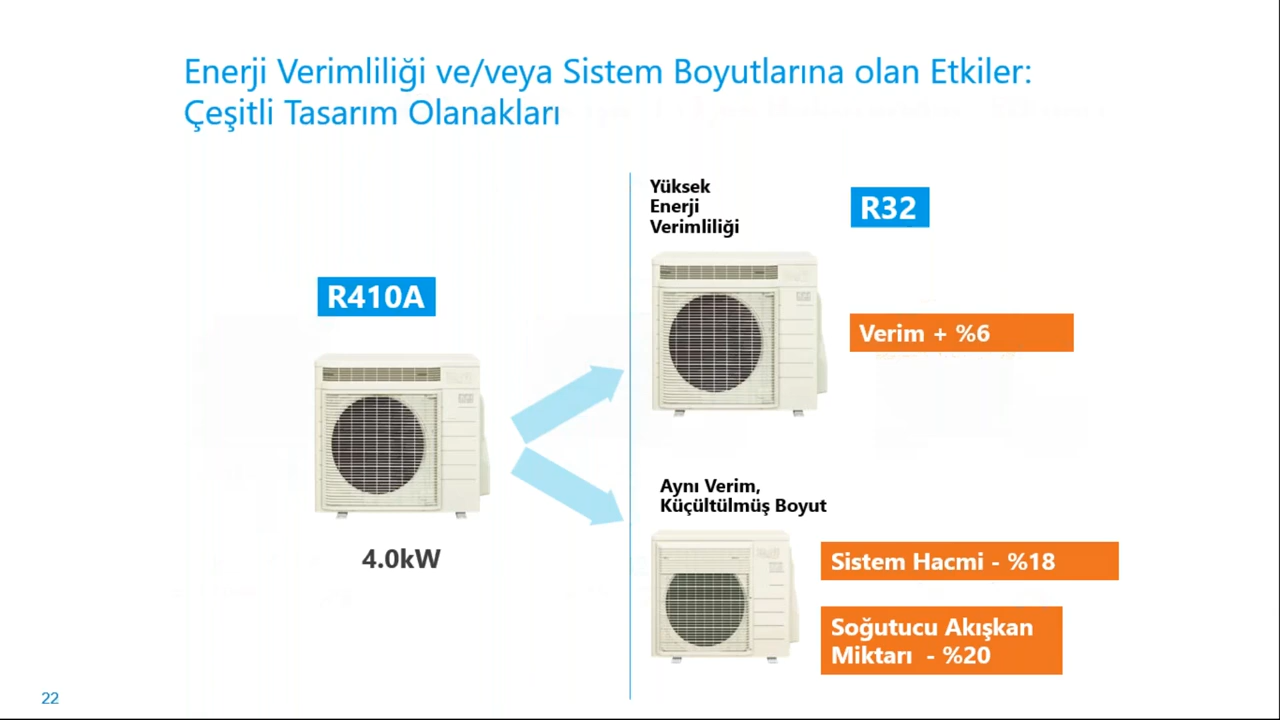 Enerji Verimliliği ve/veya Sistem Boyutlarına olan Etkiler:
Çeşitli Tasarım Olanakları
R410A
4.0kW
Yüksek
Enerji
Verimliliği
R32
Verim + %6
Aynı Verim,
Küçültülmüş Boyut
Sistem Hacmi - %18
Soğutucu Akışkan
Miktarı - %20
22